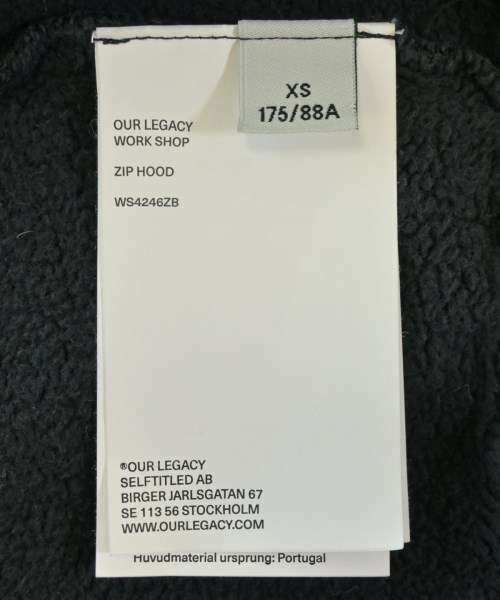 XS
175/88A
OUR LEGACY
WORK SHOP
ZIP HOOD
WS4246ZB
®OUR LEGACY
SELFTITLED AB
BIRGER JARLSGATAN 67
SE 113 56 STOCKHOLM
WWW.OURLEGACY.COM
Huvudmaterial ursprung: Portugal